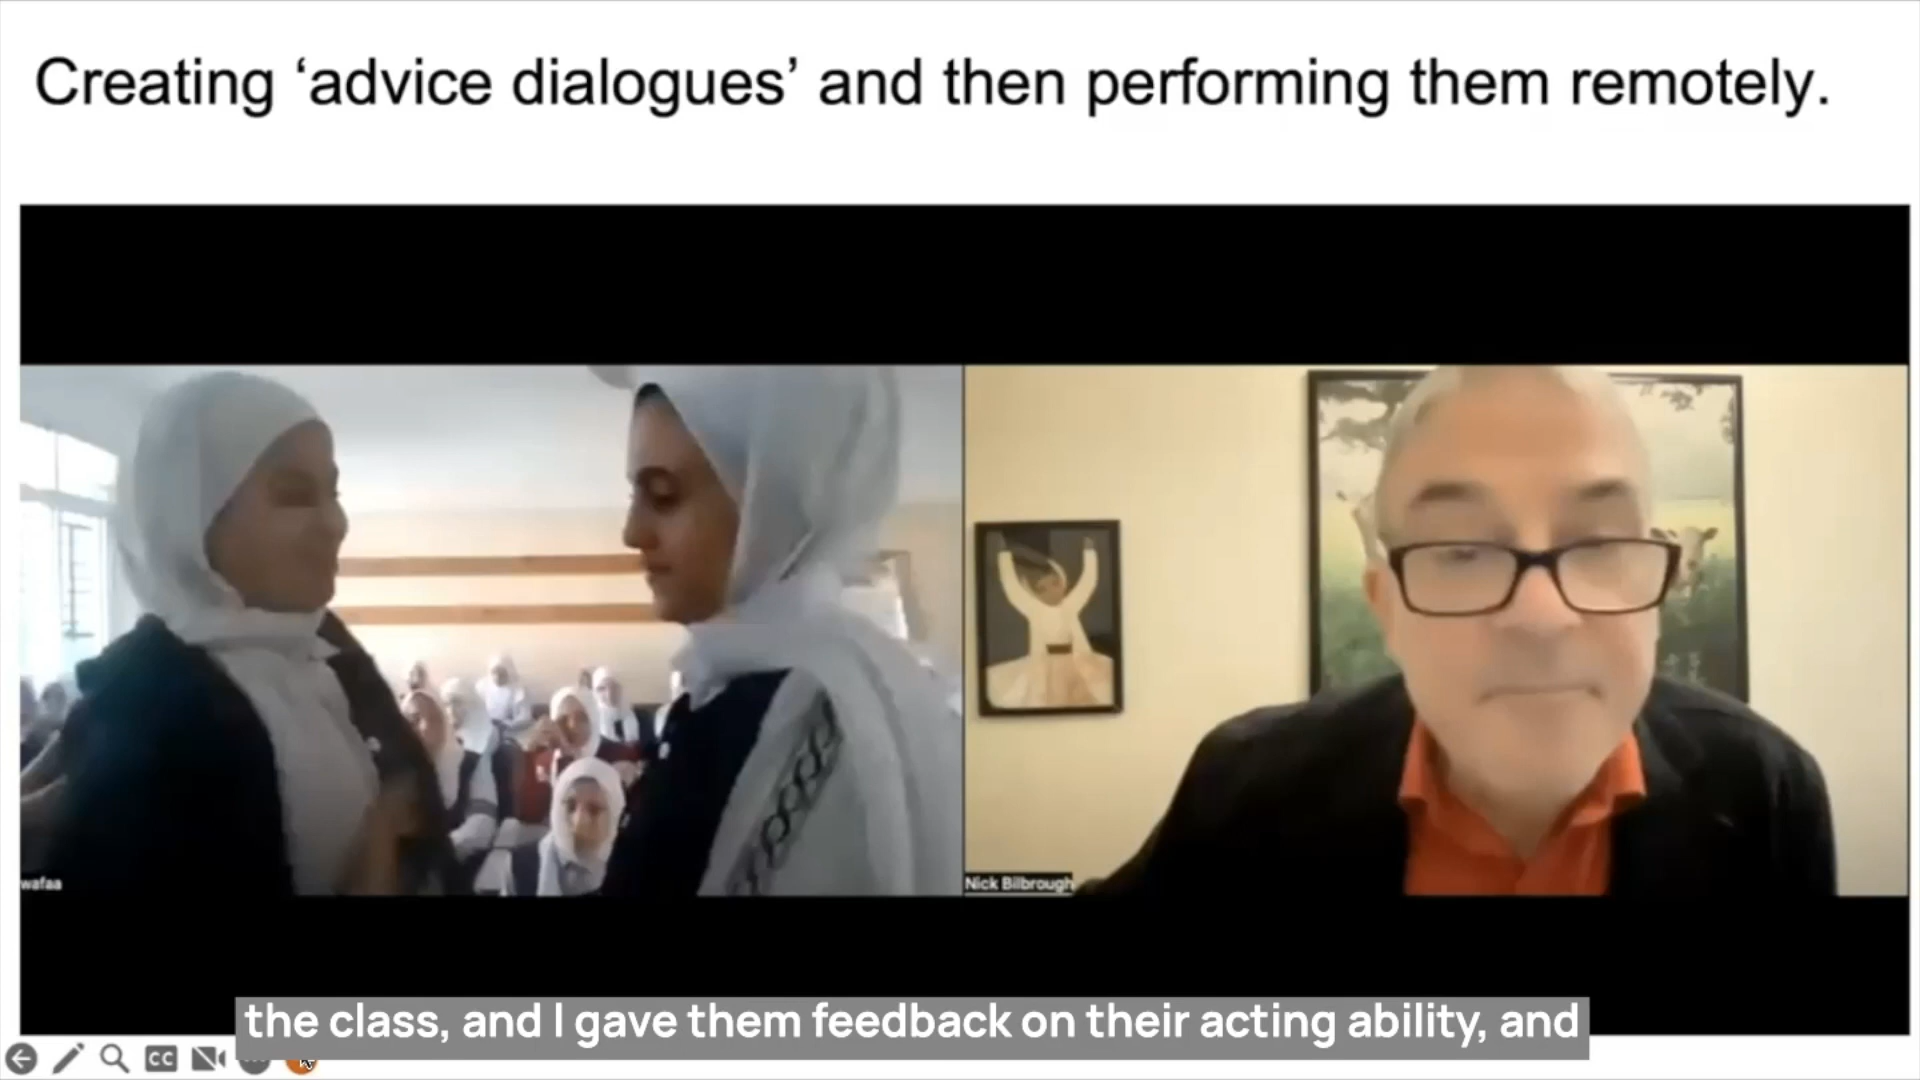 Creating ‘advice dialogues’ and then performing them remotely.
wafaa
Nick Bilbrough
the class, and I gave them feedback on their acting ability, and
CC